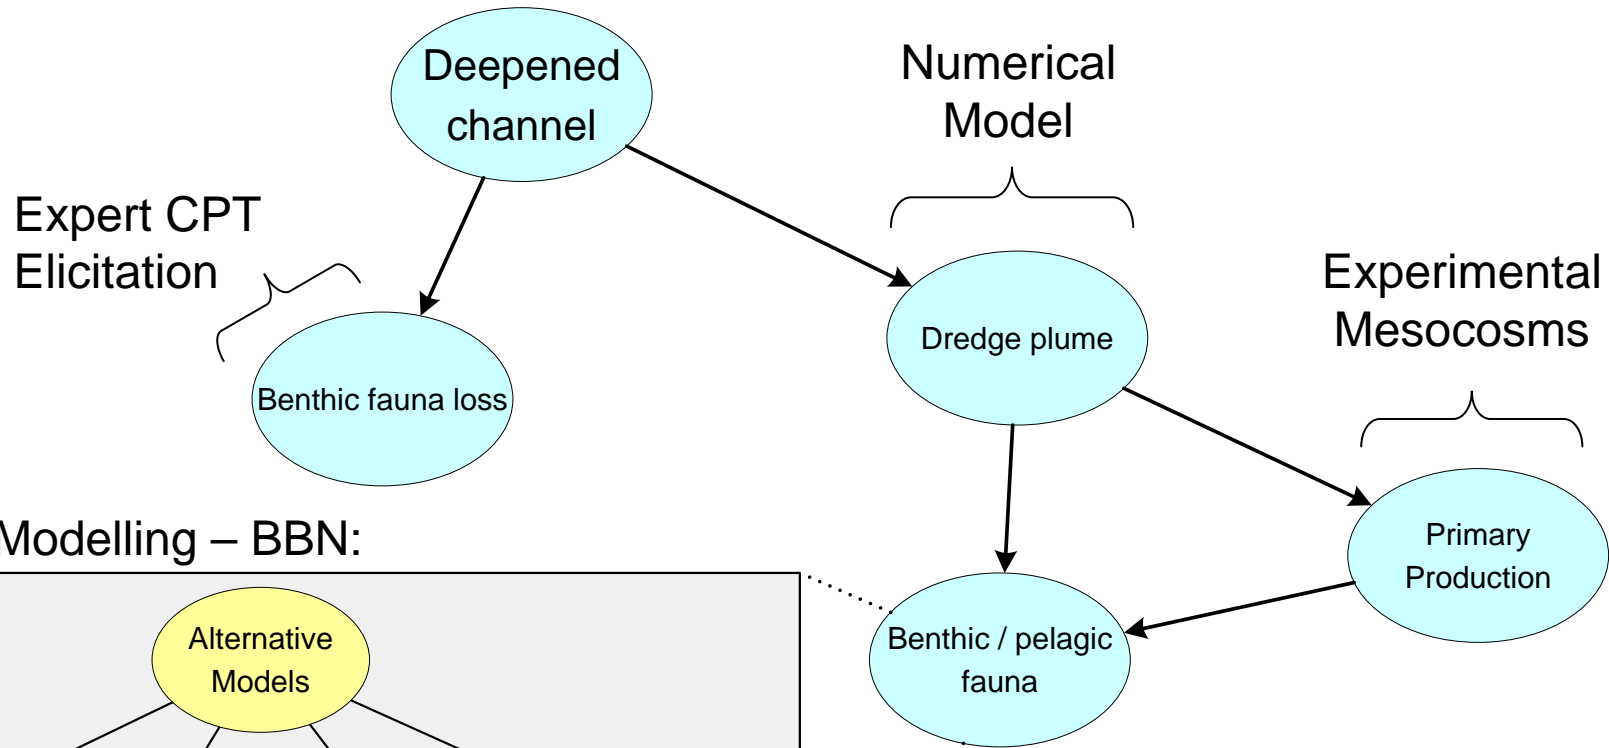 Deepened
channel
Numerical
Model
Expert CPT
Elicitation
Experimental
Mesocosms
Dredge plume
Benthic fauna loss
Modelling – BBN:
Primary
Production
Alternative
Models
Benthic / pelagic
fauna